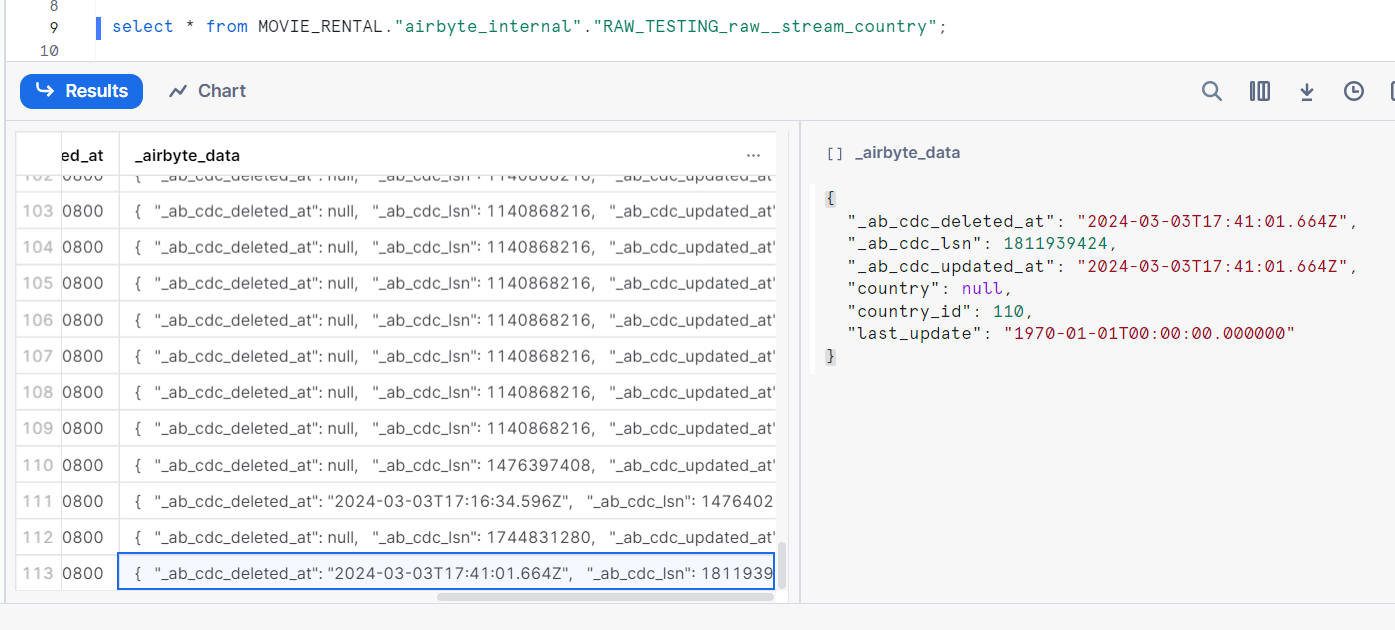 8
9 select * from MOVIE_RENTAL."airbyte_internal"."RAW_TESTING_raw__stream_country";
10
Results Chart
ed_at _airbyte_data ...
102 0800 { "_ab_cdc_deleted_at": null, "_ab_cdc_lsn": 1140868216, "_ab_cdc_updated_at"
103 0800 { "_ab_cdc_deleted_at": null, "_ab_cdc_lsn": 1140868216, "_ab_cdc_updated_at"
104 0800 { "_ab_cdc_deleted_at": null, "_ab_cdc_lsn": 1140868216, "_ab_cdc_updated_at"
105 0800 { "_ab_cdc_deleted_at": null, "_ab_cdc_lsn": 1140868216, "_ab_cdc_updated_at"
106 0800 { "_ab_cdc_deleted_at": null, "_ab_cdc_lsn": 1140868216, "_ab_cdc_updated_at"
107 0800 { "_ab_cdc_deleted_at": null, "_ab_cdc_lsn": 1140868216, "_ab_cdc_updated_at"
108 0800 { "_ab_cdc_deleted_at": null, "_ab_cdc_lsn": 1140868216, "_ab_cdc_updated_at"
109 0800 { "_ab_cdc_deleted_at": null, "_ab_cdc_lsn": 1140868216, "_ab_cdc_updated_at"
110 0800 { "_ab_cdc_deleted_at": null, "_ab_cdc_lsn": 1476397408, "_ab_cdc_updated_at"
111 0800 { "_ab_cdc_deleted_at": "2024-03-03T17:16:34.596Z", "_ab_cdc_lsn": 1476402
112 0800 { "_ab_cdc_deleted_at": null, "_ab_cdc_lsn": 1744831280, "_ab_cdc_updated_at"
113 0800 { "_ab_cdc_deleted_at": "2024-03-03T17:41:01.664Z", "_ab_cdc_lsn": 1811939
[] _airbyte_data
{
"_ab_cdc_deleted_at": "2024-03-03T17:41:01.664Z",
"_ab_cdc_lsn": 1811939424,
"_ab_cdc_updated_at": "2024-03-03T17:41:01.664Z",
"country": null,
"country_id": 110,
"last_update": "1970-01-01T00:00:00.000000"
}